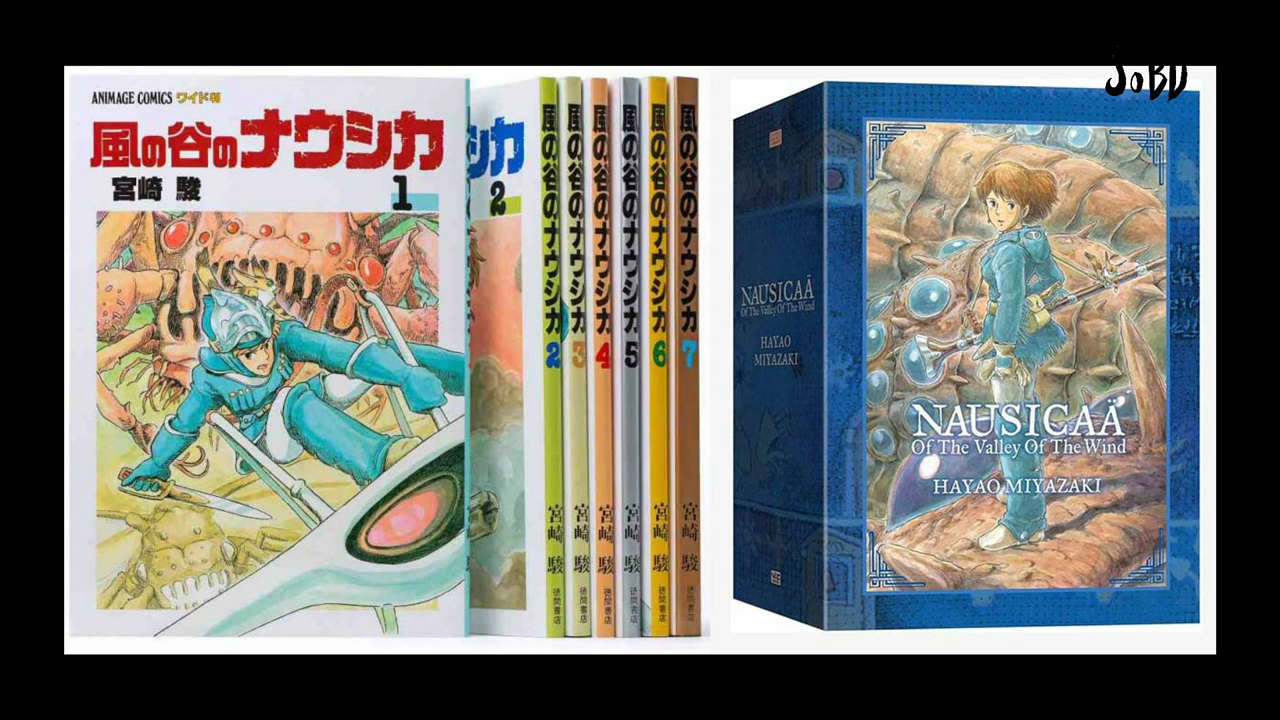 JOBD
ANIMAGE COMICS ワイド判
風の谷のナウシカ
宮崎 駿
1
シカ
2
風の谷のナウシカ 2 宮崎 駿 徳間書店
風の谷のナウシカ 3 宮崎 駿 徳間書店
風の谷のナウシカ 4 宮崎 駿 徳間書店
風の谷のナウシカ 5 宮崎 駿 徳間書店
風の谷のナウシカ 6 宮崎 駿 徳間書店
風の谷のナウシカ 7 宮崎 駿 徳間書店
NAUSICAÄ
Of The Valley Of The Wind
HAYAO
MIYAZAKI
NAUSICAÄ
Of The Valley Of The Wind
HAYAO MIYAZAKI